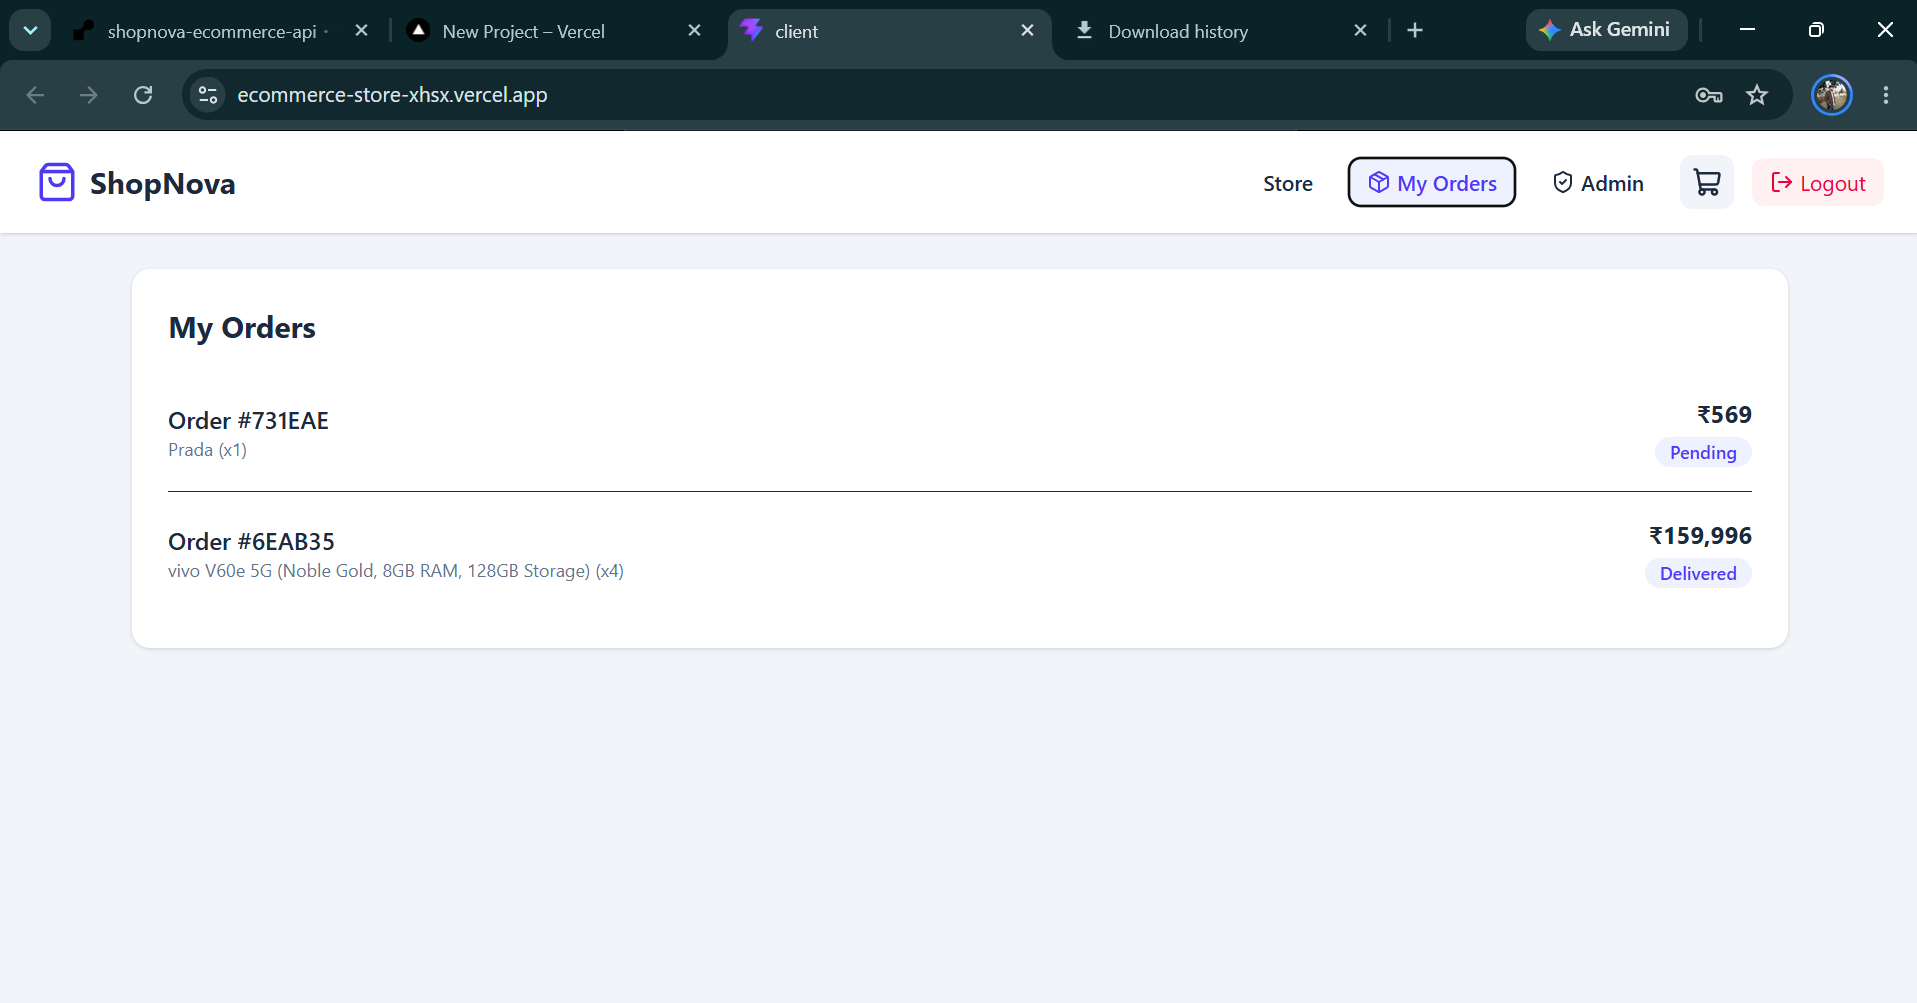 shopnova-ecommerce-api ·
New Project – Vercel
client
Download history
Ask Gemini
ecommerce-store-xhsx.vercel.app
ShopNova
Store
My Orders
Admin
Logout
My Orders
Order #731EAE
₹569
Prada (x1)
Pending
Order #6EAB35
₹159,996
vivo V60e 5G (Noble Gold, 8GB RAM, 128GB Storage) (x4)
Delivered